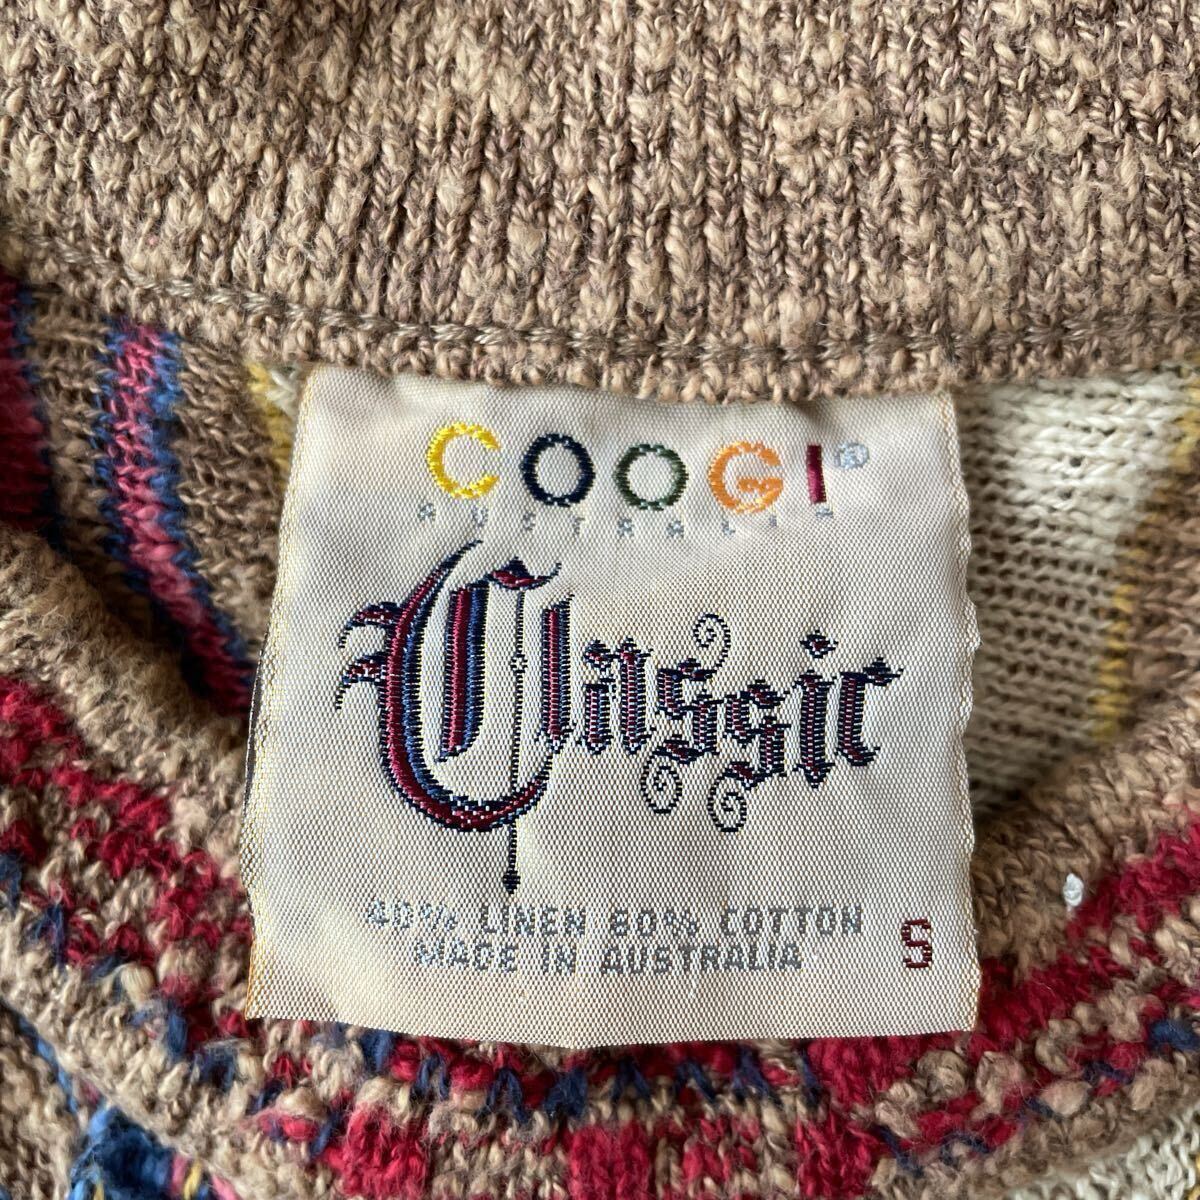 COOGI®
AUSTRALIA
Classic
40% LINEN 60% COTTON
MADE IN AUSTRALIA
S